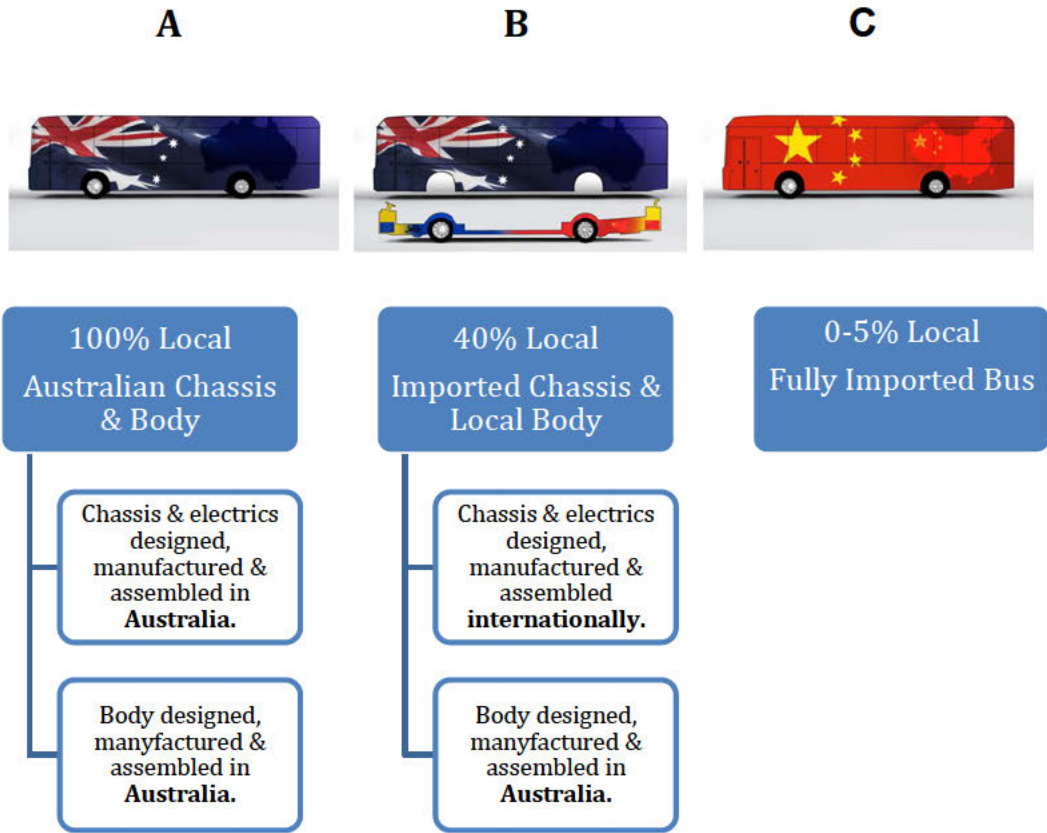 A
B
C
100% Local
Australian Chassis
& Body
40% Local
Imported Chassis &
Local Body
0-5% Local
Fully Imported Bus
Chassis & electrics
designed,
manufactured &
assembled in
Australia.
Chassis & electrics
designed,
manufactured &
assembled
internationally.
Body designed,
manyfactured &
assembled in
Australia.
Body designed,
manyfactured &
assembled in
Australia.